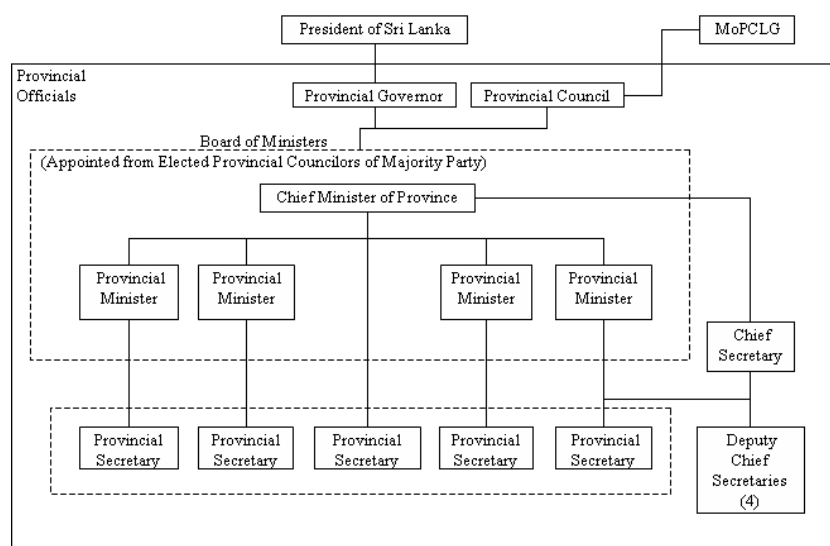 President of Sri Lanka
MoPCLG
Provincial
Officials
Provincial Governor
Provincial Council
Board of Ministers
(Appointed from Elected Provincial Councilors of Majority Party)
Chief Minister of Province
Provincial
Minister
Provincial
Minister
Provincial
Minister
Provincial
Minister
Chief
Secretary
Provincial
Secretary
Provincial
Secretary
Provincial
Secretary
Provincial
Secretary
Provincial
Secretary
Deputy
Chief
Secretaries
(4)